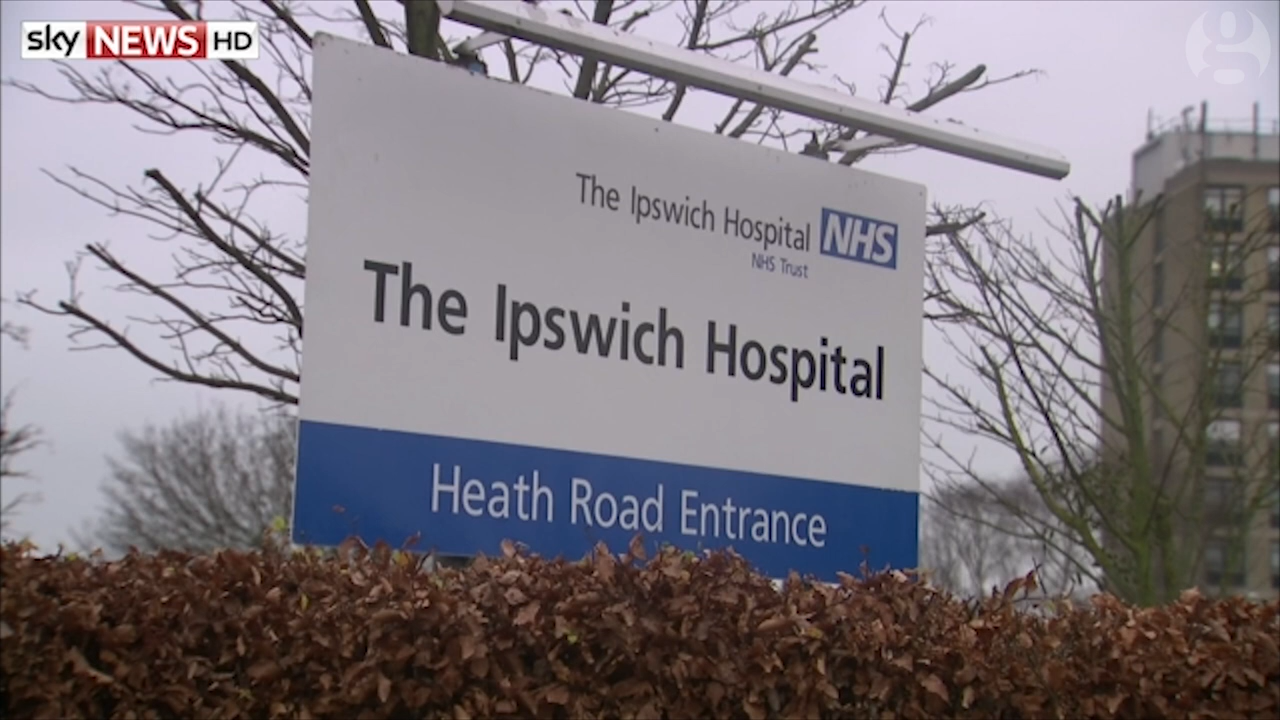 sky NEWS HD
The Ipswich Hospital NHS
NHS Trust
The Ipswich Hospital
Heath Road Entrance